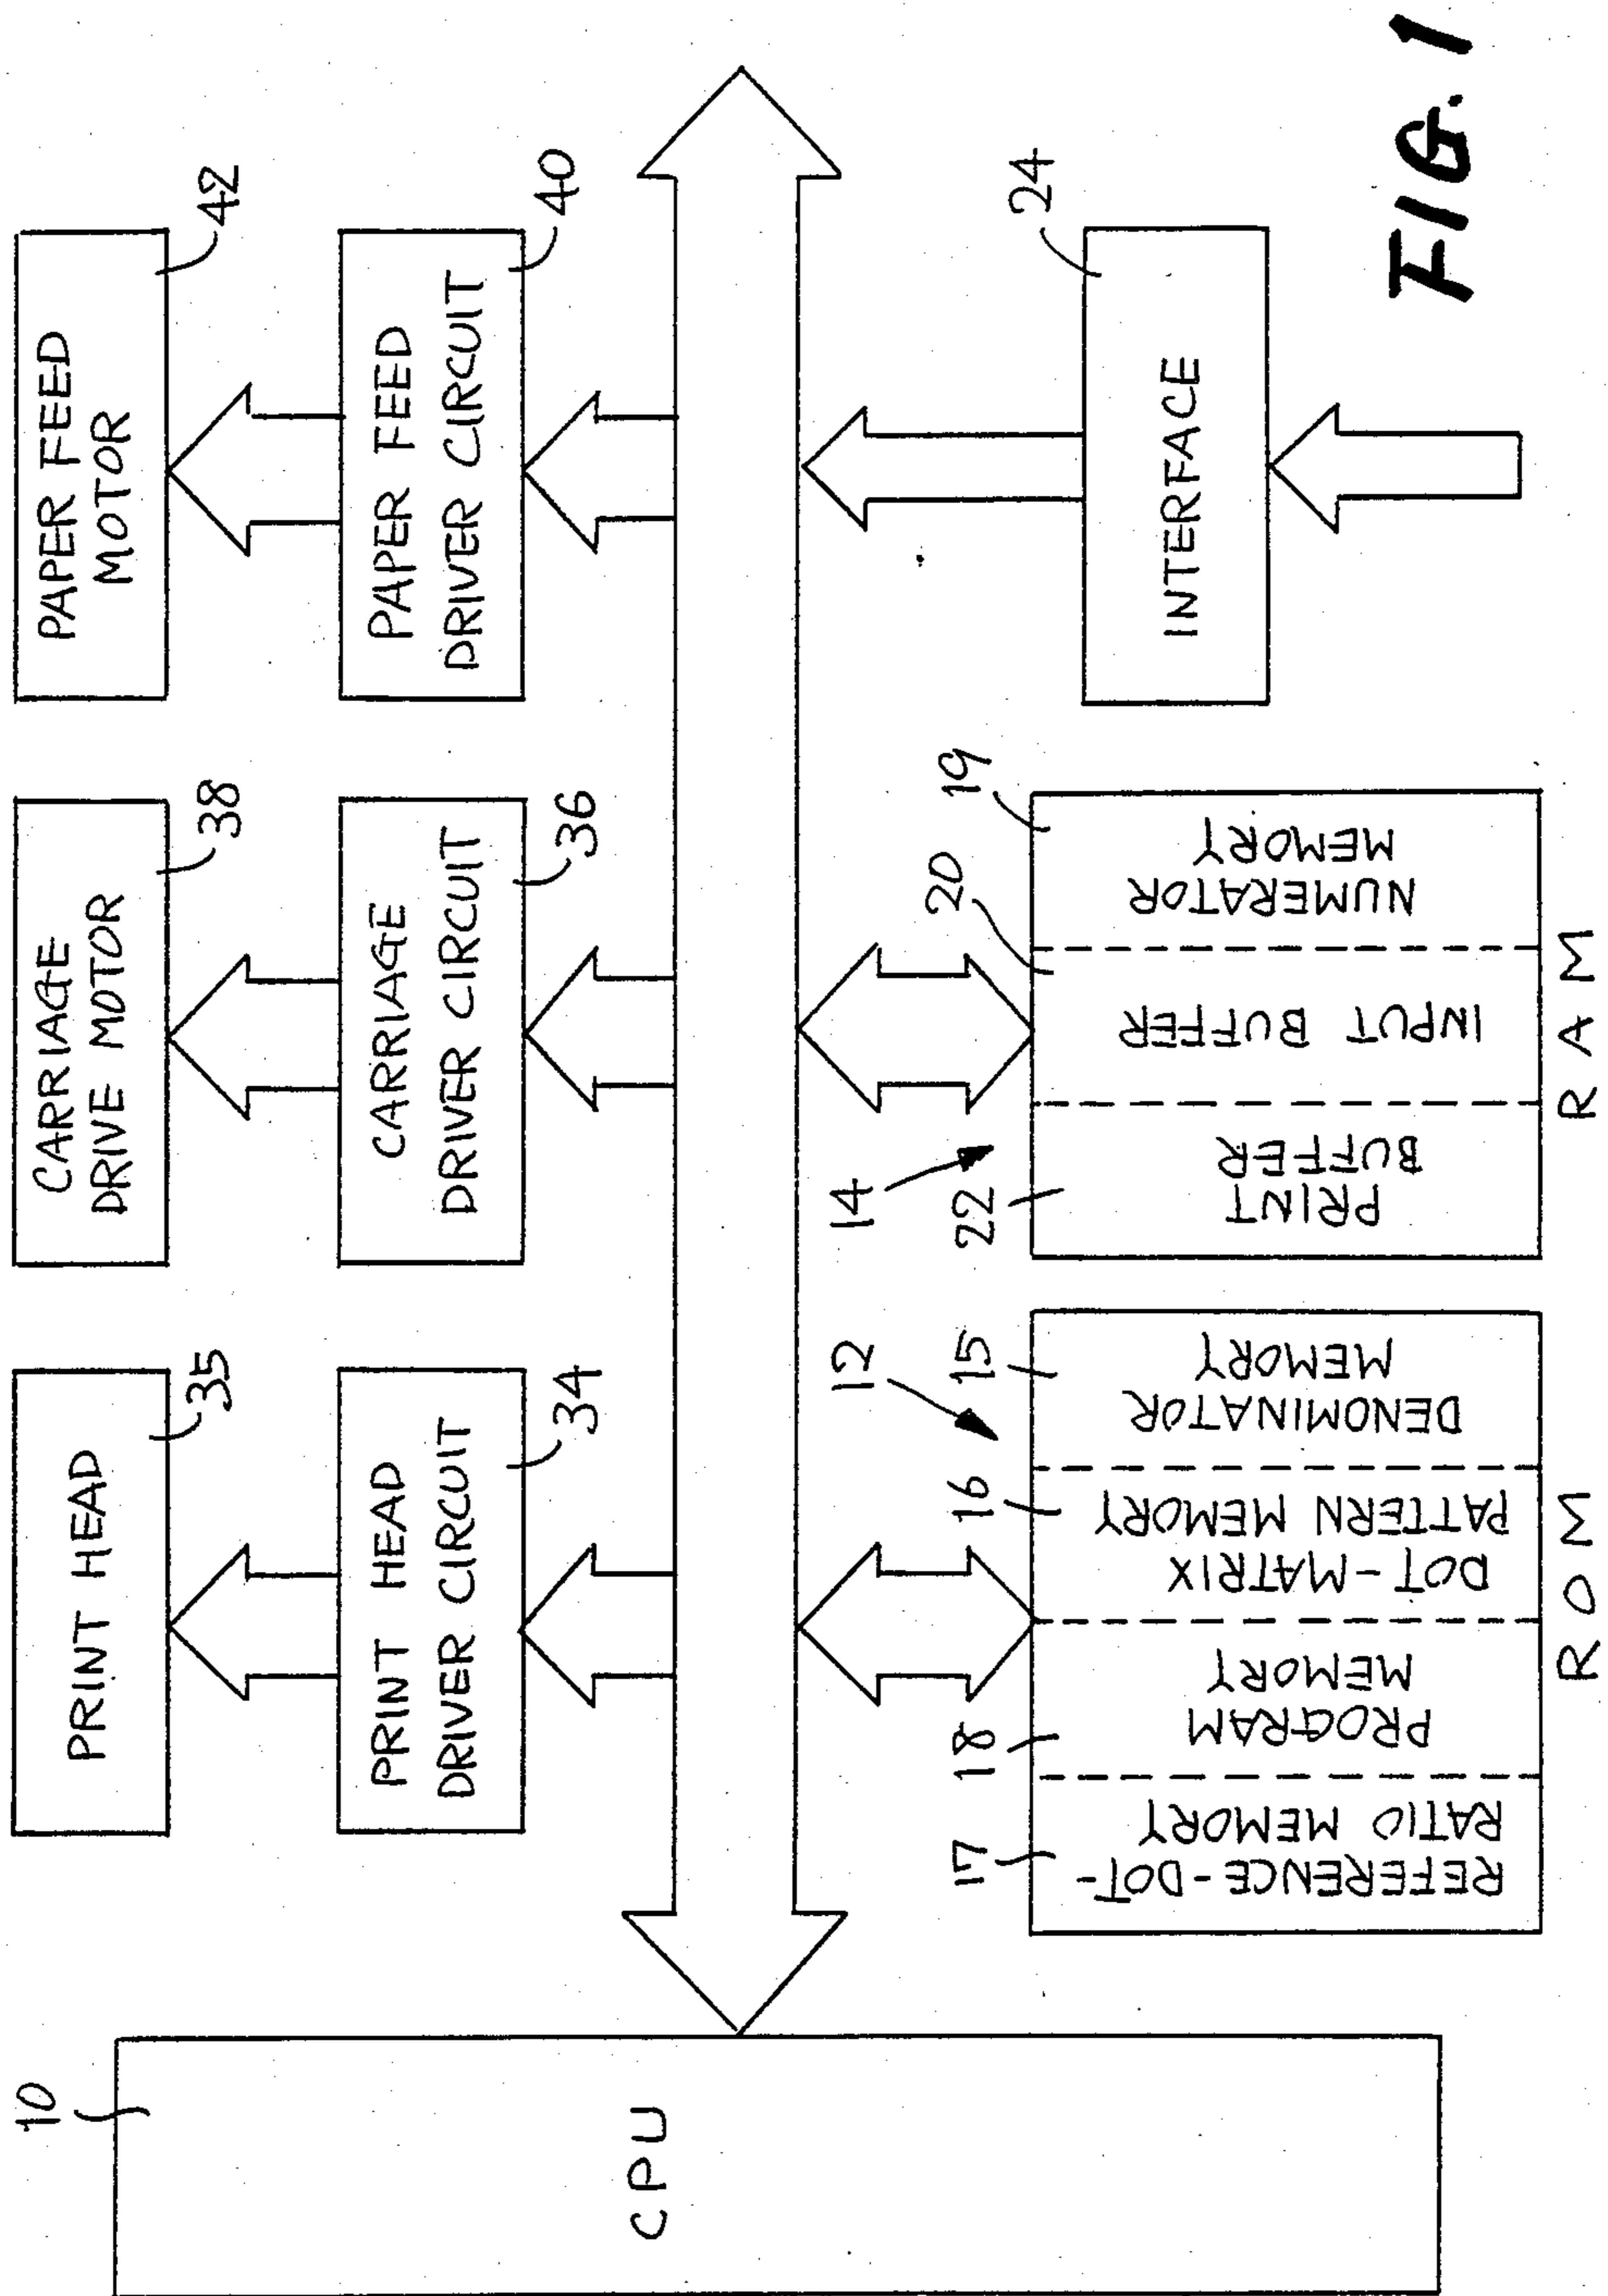 10
CPU
PRINT HEAD
35
CARRIAGE
DRIVE MOTOR
38
PAPER FEED
MOTOR
42
PRINT HEAD
DRIVER CIRCUIT
34
CARRIAGE
DRIVER CIRCUIT
36
PAPER FEED
DRIVER CIRCUIT
40
12
14
17
18
16
15
22
20
19
24
REFERENCE-DOT-
RATIO MEMORY
PROGRAM
MEMORY
DOT-MATRIX
PATTERN MEMORY
DENOMINATOR
MEMORY
ROM
PRINT
BUFFER
INPUT BUFFER
NUMERATOR
MEMORY
RAM
INTERFACE
FIG. 1